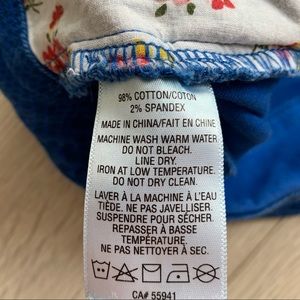 98% COTTON/COTON
2% SPANDEX
MADE IN CHINA/FAIT EN CHINE
MACHINE WASH WARM WATER
DO NOT BLEACH.
LINE DRY.
IRON AT LOW TEMPERATURE.
DO NOT DRY CLEAN.
LAVER À LA MACHINE À L'EAU
TIÈDE. NE PAS JAVELLISER.
SUSPENDRE POUR SÉCHER.
REPASSER À BASSE
TEMPÉRATURE.
NE PAS NETTOYER À SEC.
CA# 55941